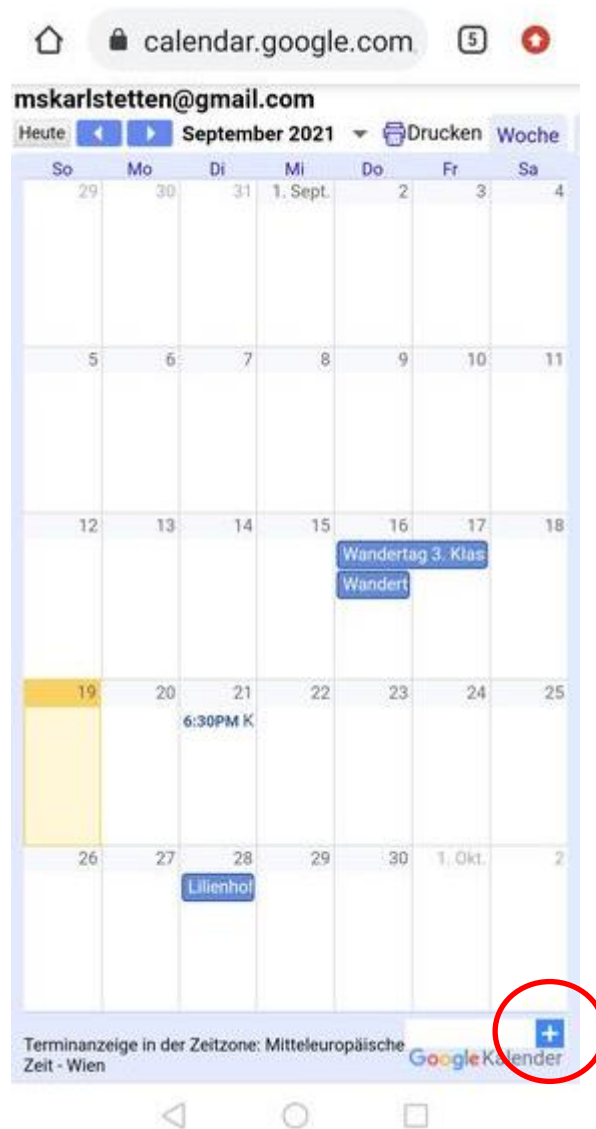 calendar.google.com
5
mskarlstetten@gmail.com
Heute September 2021 Drucken Woche
So Mo Di Mi Do Fr Sa
29 30 31 1. Sept. 2 3 4
5 6 7 8 9 10 11
12 13 14 15 16 17 18
Wandertag 3. Klas
Wandert
19 20 21 22 23 24 25
6:30PM K
26 27 28 29 30 1. Okt. 2
Lilienhof
+
Terminanzeige in der Zeitzone: Mitteleuropäische
Zeit - Wien
Google Kalender